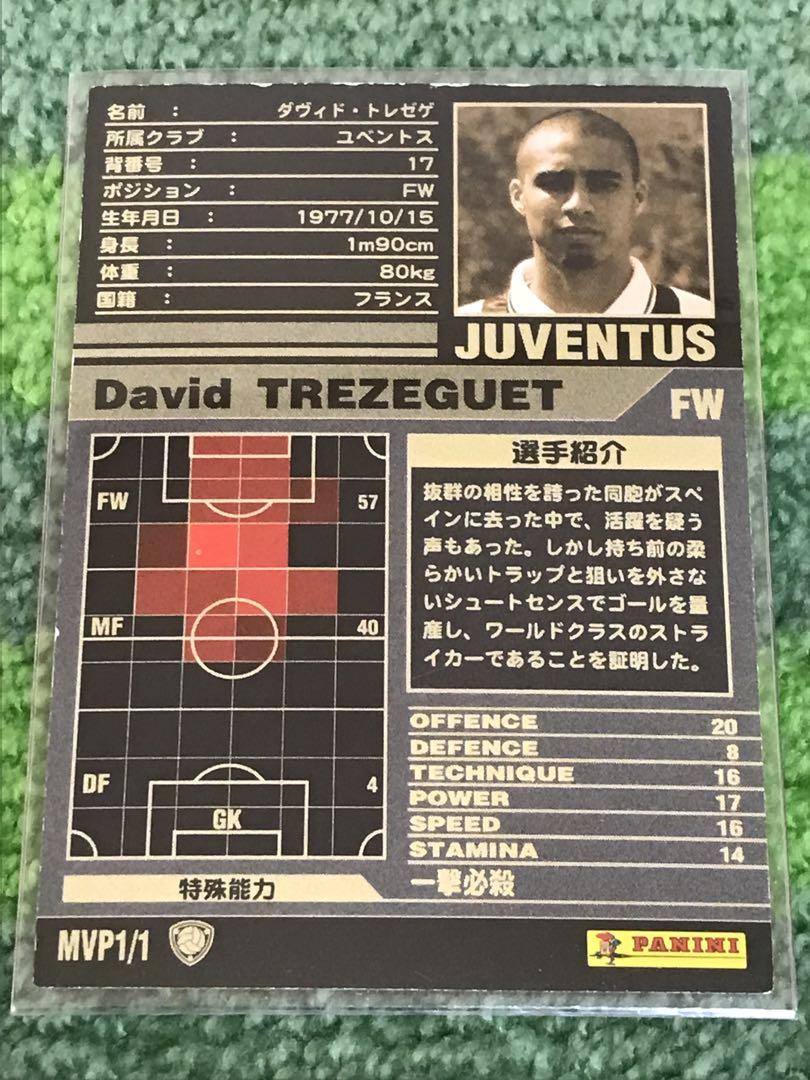 名前 : ダヴィド・トレゼゲ
所属クラブ : ユベントス
背番号 : 17
ポジション : FW
生年月日 : 1977/10/15
身長 : 1m90cm
体重 : 80kg
国籍 : フランス
JUVENTUS
David TREZEGUET
FW
FW 57
MF 40
DF 4
GK
選手紹介
抜群の相性を誇った同胞がスペ
インに去った中で、活躍を疑う
声もあった。しかし持ち前の柔
らかいトラップと狙いを外さな
いシュートセンスでゴールを量
産し、ワールドクラスのストラ
イカーであることを証明した。
OFFENCE 20
DEFENCE 8
TECHNIQUE 16
POWER 17
SPEED 16
STAMINA 14
特殊能力 一撃必殺
MVP1/1
PANINI